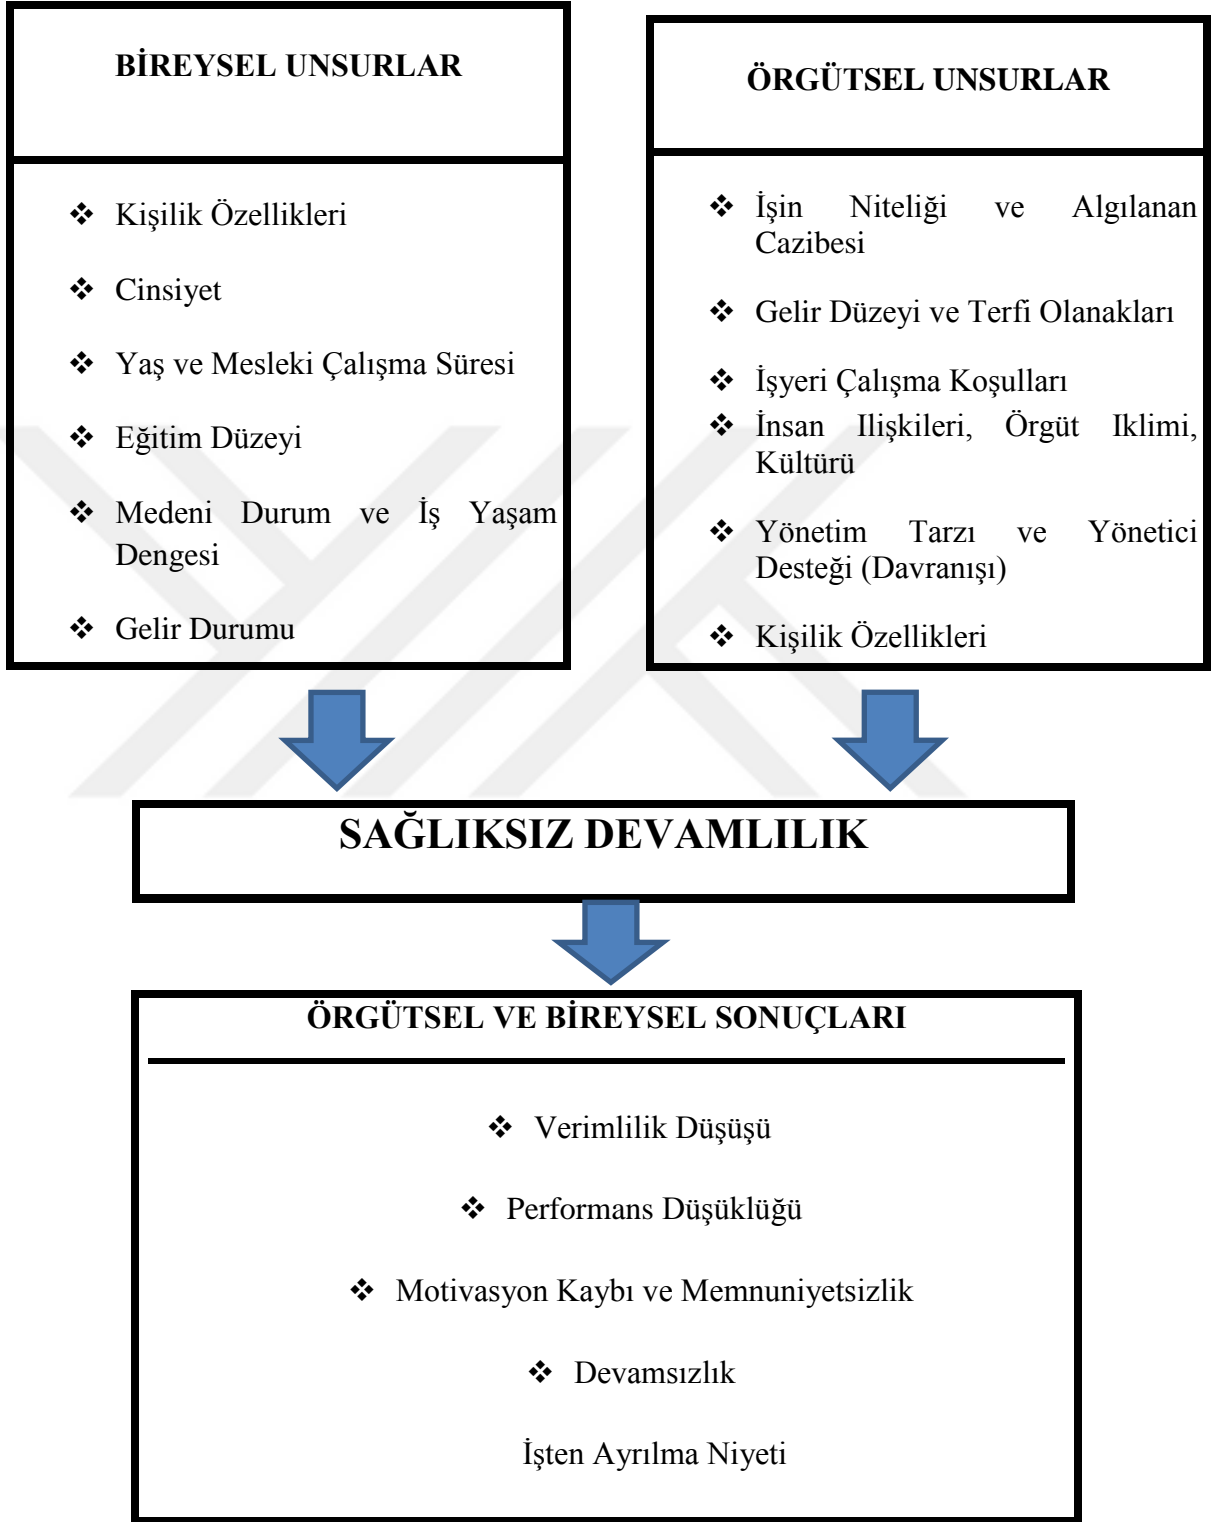 BİREYSEL UNSURLAR
❖ Kişilik Özellikleri
❖ Cinsiyet
❖ Yaş ve Mesleki Çalışma Süresi
❖ Eğitim Düzeyi
❖ Medeni Durum ve İş Yaşam
Dengesi
❖ Gelir Durumu
ÖRGÜTSEL UNSURLAR
❖ İşin Niteliği ve Algılanan
Cazibesi
❖ Gelir Düzeyi ve Terfi Olanakları
❖ İşyeri Çalışma Koşulları
❖ İnsan Ilişkileri, Örgüt Iklimi,
Kültürü
❖ Yönetim Tarzı ve Yönetici
Desteği (Davranışı)
❖ Kişilik Özellikleri
SAĞLIKSIZ DEVAMLILIK
ÖRGÜTSEL VE BİREYSEL SONUÇLARI
❖ Verimlilik Düşüşü
❖ Performans Düşüklüğü
❖ Motivasyon Kaybı ve Memnuniyetsizlik
❖ Devamsızlık
İşten Ayrılma Niyeti